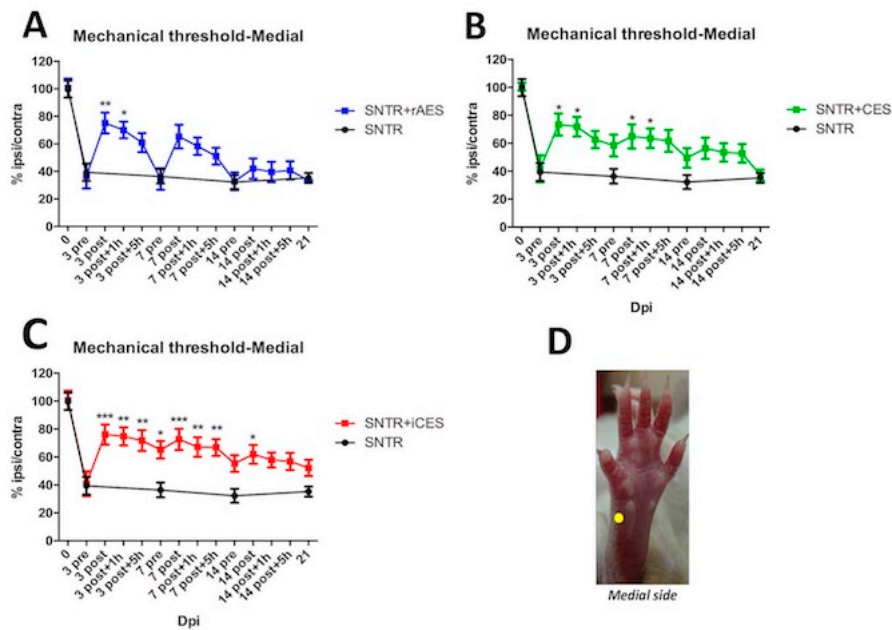 A
Mechanical threshold-Medial
% ipsi/contra
120
100
80
60
40
20
0
** *
SNTR+rAES
SNTR
0
3 pre
3 post
3 post+1h
3 post+5h
7 pre
7 post
7 post+1h
7 post+5h
14 pre
14 post
14 post+1h
14 post+5h
21
B
Mechanical threshold-Medial
% ipsi/contra
120
100
80
60
40
20
0
* * * *
SNTR+CES
SNTR
0
3 pre
3 post
3 post+1h
3 post+5h
7 pre
7 post
7 post+1h
7 post+5h
14 pre
14 post
14 post+1h
14 post+5h
21
Dpi
C
Mechanical threshold-Medial
% ipsi/contra
120
100
80
60
40
20
0
*** ** ** * *** ** ** *
SNTR+iCES
SNTR
0
3 pre
3 post
3 post+1h
3 post+5h
7 pre
7 post
7 post+1h
7 post+5h
14 pre
14 post
14 post+1h
14 post+5h
21
Dpi
D
Medial side